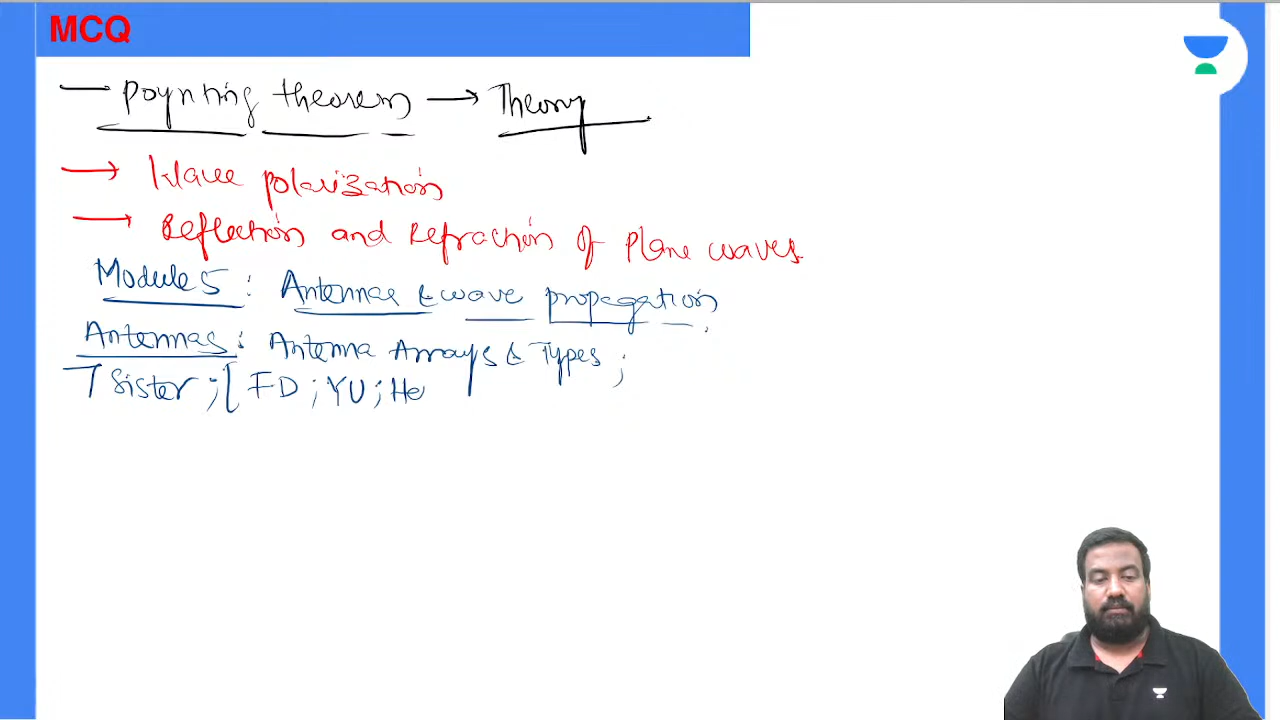 MCQ
→ Poynting theorem → Theory
→ Wave polarization
→ Reflection and Refraction of plane waves
Module 5 : Antennas & wave propagation
Antennas : Antenna Arrays & Types ;
7 Sister ; [ FD ; YU ; He